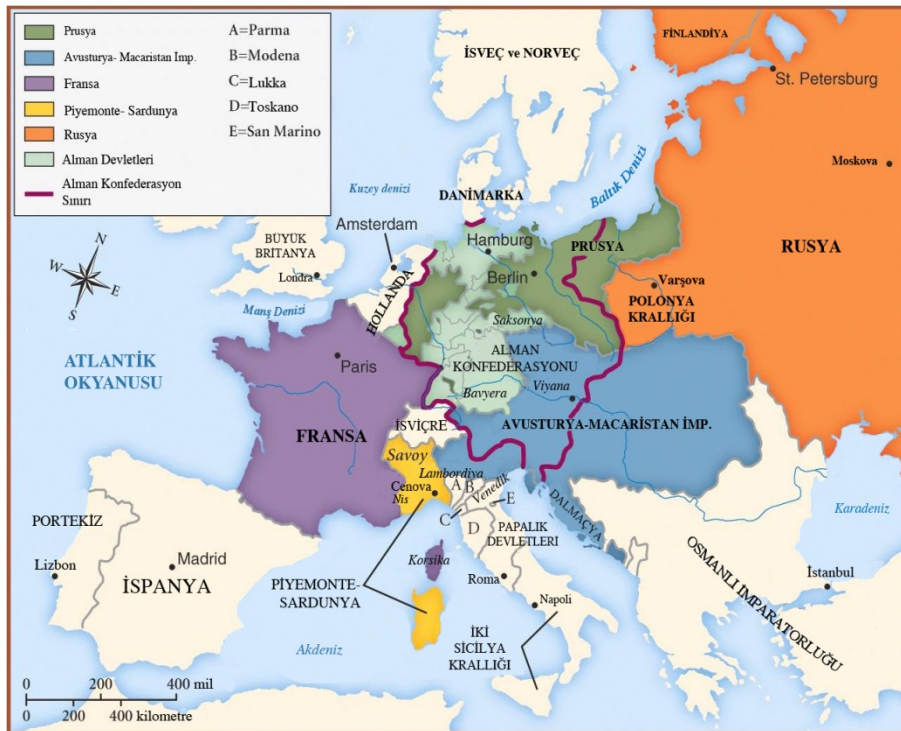 Prusya
Avusturya- Macaristan İmp.
Fransa
Piyemonte- Sardunya
Rusya
Alman Devletleri
Alman Konfederasyon
Sınırı
A=Parma
B=Modena
C=Lukka
D=Toskano
E=San Marino
İSVEÇ ve NORVEÇ
FİNLANDİYA
St. Petersburg
Moskova
RUSYA
Kuzey denizi
DANİMARKA
Baltık Denizi
Amsterdam
Hamburg
PRUSYA
BÜYÜK
BRİTANYA
Londra
Berlin
Varşova
POLONYA
KRALLIĞI
HOLLANDA
Manş Denizi
Saksonya
ATLANTİK
OKYANUSU
Paris
ALMAN
KONFEDERASYONU
Bavyera
Viyana
FRANSA
İSVİÇRE
AVUSTURYA-MACARİSTAN İMP.
Savoy
Lambordiya
Cenova
Nis
A
B
Venedik
E
C
D
DALMAÇYA
PAPALIK
DEVLETLERİ
Karadeniz
PORTEKİZ
Lizbon
Madrid
İSPANYA
Korsika
PİYEMONTE-
SARDUNYA
Roma
Napoli
İstanbul
OSMANLI İMPARATORLUĞU
İKİ
SİCİLYA
KRALLIĞI
Akdeniz
N
W
E
S
0 200 400 mil
0 200 400 kilometre